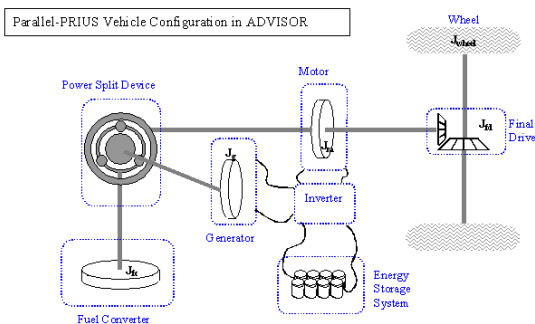 Parallel-PRIUS Vehicle Configuration in ADVISOR
Wheel
Jwheel
Motor
Power Split Device
Jm
Jfd
Final
Drive
Jg
Inverter
Generator
Jfc
Energy
Storage
System
Fuel Converter